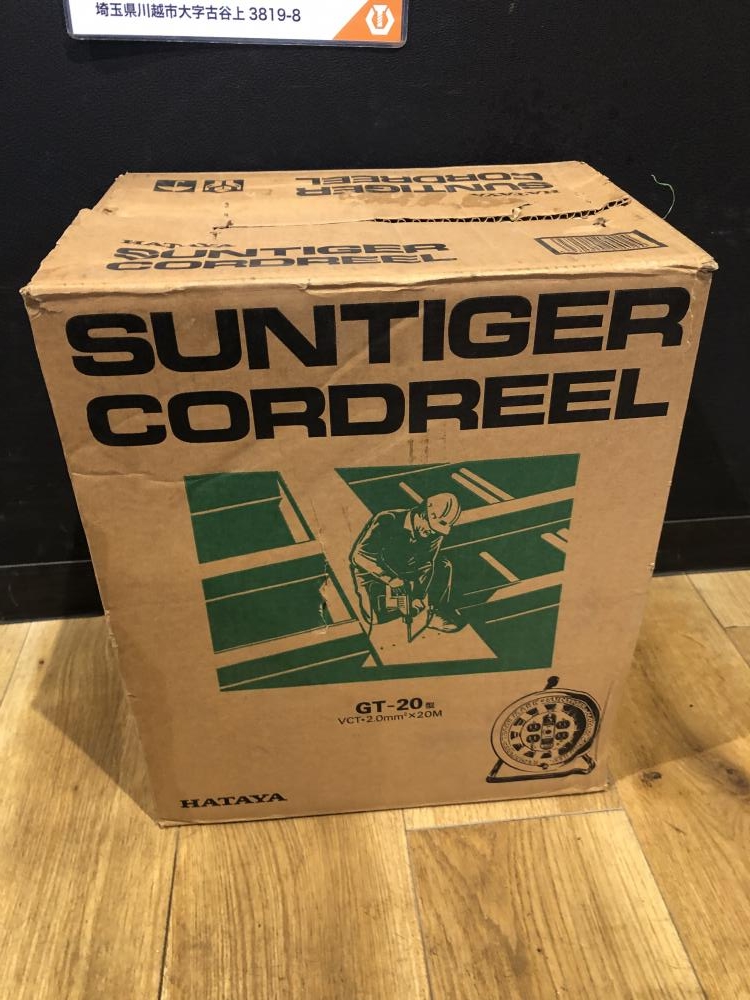 埼玉県川越市大字古谷上 3819-8
HATAYA
SUNTIGER
CORDREEL
HATAYA
SUNTIGER
CORDREEL
SUNTIGER
CORDREEL
GT-20型
VCT・2.0mm²×20M
HATAYA